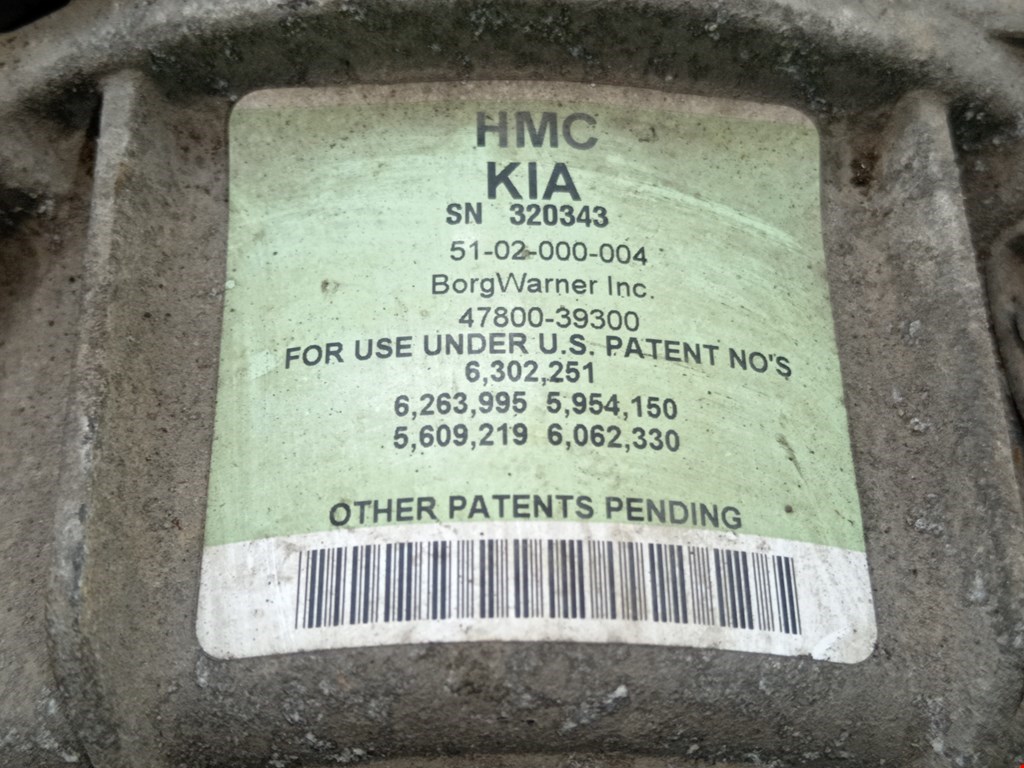 HMC
KIA
SN 320343
51-02-000-004
BorgWarner Inc.
47800-39300
FOR USE UNDER U.S. PATENT NO'S
6,302,251
6,263,995 5,954,150
5,609,219 6,062,330
OTHER PATENTS PENDING